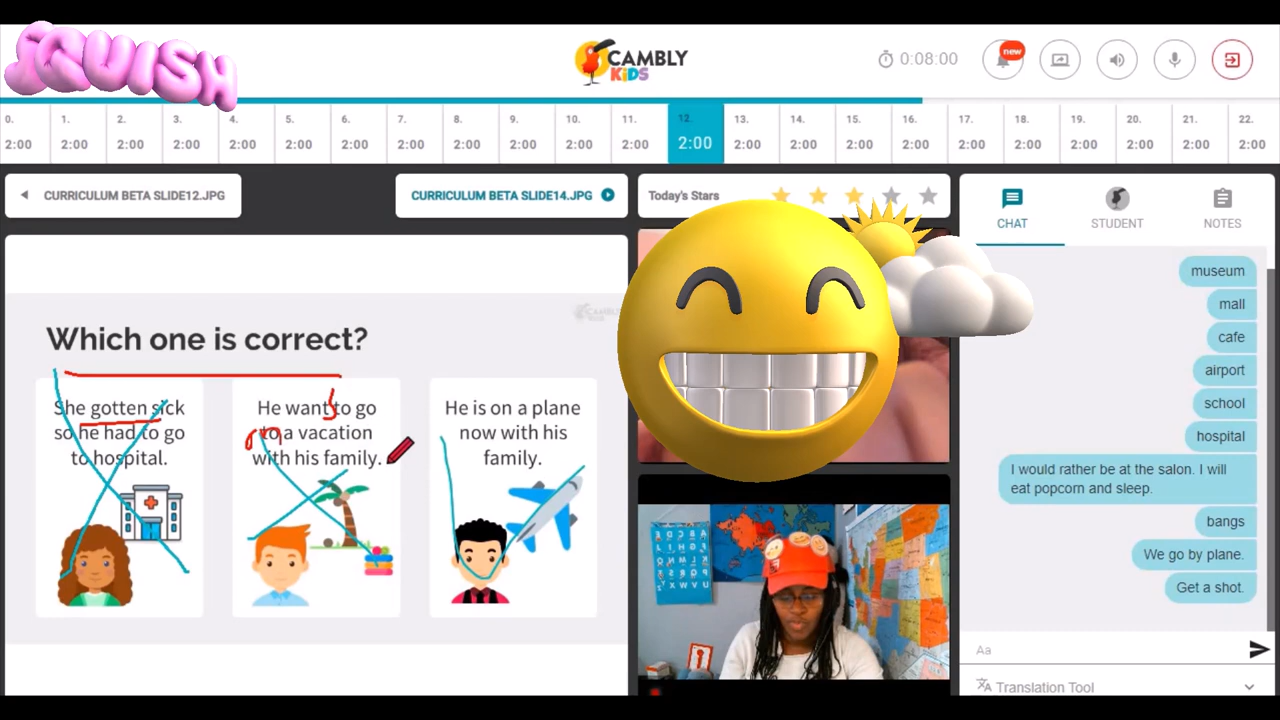 SQUISH
CAMBLY
KiDS
0:08:00
new
0. 1. 2. 3. 4. 5. 6. 7. 8. 9. 10. 11. 12. 13. 14. 15. 16. 17. 18. 19. 20. 21. 22.
2:00 2:00 2:00 2:00 2:00 2:00 2:00 2:00 2:00 2:00 2:00 2:00 2:00 2:00 2:00 2:00 2:00 2:00 2:00 2:00 2:00 2:00 2:00
CURRICULUM BETA SLIDE12.JPG
CURRICULUM BETA SLIDE14.JPG
Today's Stars
CHAT
STUDENT
NOTES
CAMBLY
KIDS
Which one is correct?
She gotten sick
so he had to go
to hospital.
He want to go
s
to a vacation
on
with his family.
He is on a plane
now with his
family.
museum
mall
cafe
airport
school
hospital
I would rather be at the salon. I will
eat popcorn and sleep.
bangs
We go by plane.
Get a shot.
Aa
Translation Tool